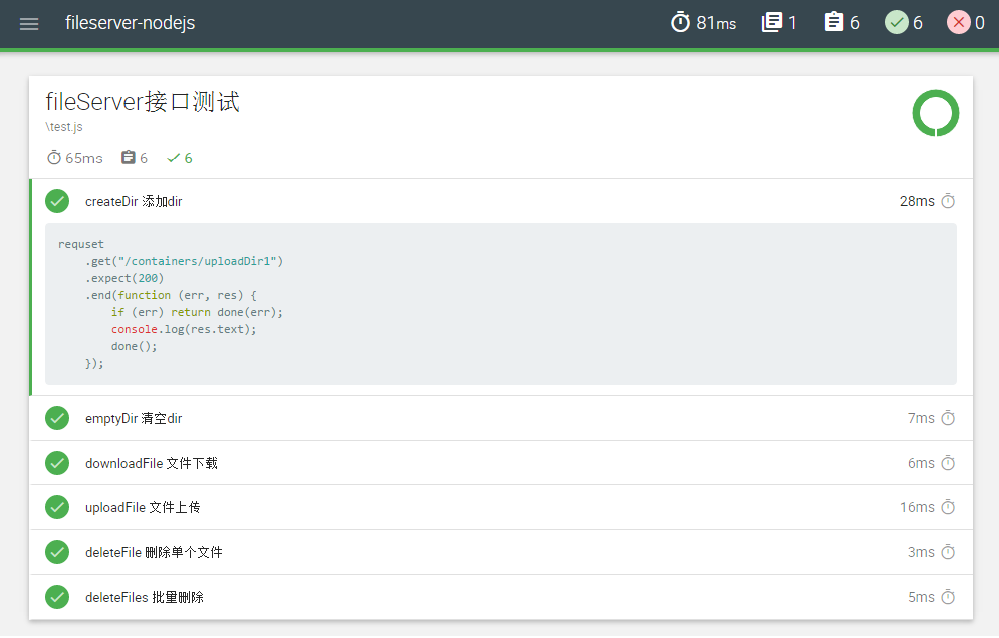 fileserver-nodejs 81ms 1 6 6 0
fileServer接口测试
\test.js
65ms 6 6
createDir 添加dir 28ms
requset
    .get("/containers/uploadDir1")
    .expect(200)
    .end(function (err, res) {
        if (err) return done(err);
        console.log(res.text);
        done();
    });
emptyDir 清空dir 7ms
downloadFile 文件下载 6ms
uploadFile 文件上传 16ms
deleteFile 删除单个文件 3ms
deleteFiles 批量删除 5ms